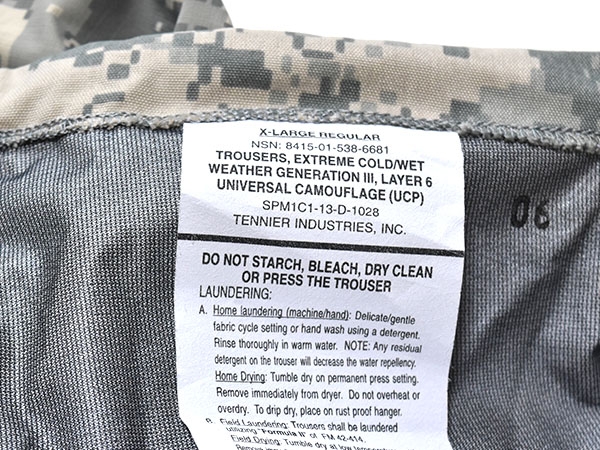 X-LARGE REGULAR
NSN: 8415-01-538-6681
TROUSERS, EXTREME COLD/WET
WEATHER GENERATION III, LAYER 6
UNIVERSAL CAMOUFLAGE (UCP)
SPM1C1-13-D-1028
TENNIER INDUSTRIES, INC.
DO NOT STARCH, BLEACH, DRY CLEAN
OR PRESS THE TROUSER
LAUNDERING:
A. Home laundering (machine/hand): Delicate/gentle
fabric cycle setting or hand wash using a detergent.
Rinse thoroughly in warm water. NOTE: Any residual
detergent on the trouser will decrease the water repellency.
Home Drying: Tumble dry on permanent press setting.
Remove immediately from dryer. Do not overheat or
overdry. To drip dry, place on rust proof hanger.
B. Field Laundering: Trousers shall be laundered
utilizing "Formula II" of FM 42-414.
Field Drying: Tumble dry at low
06